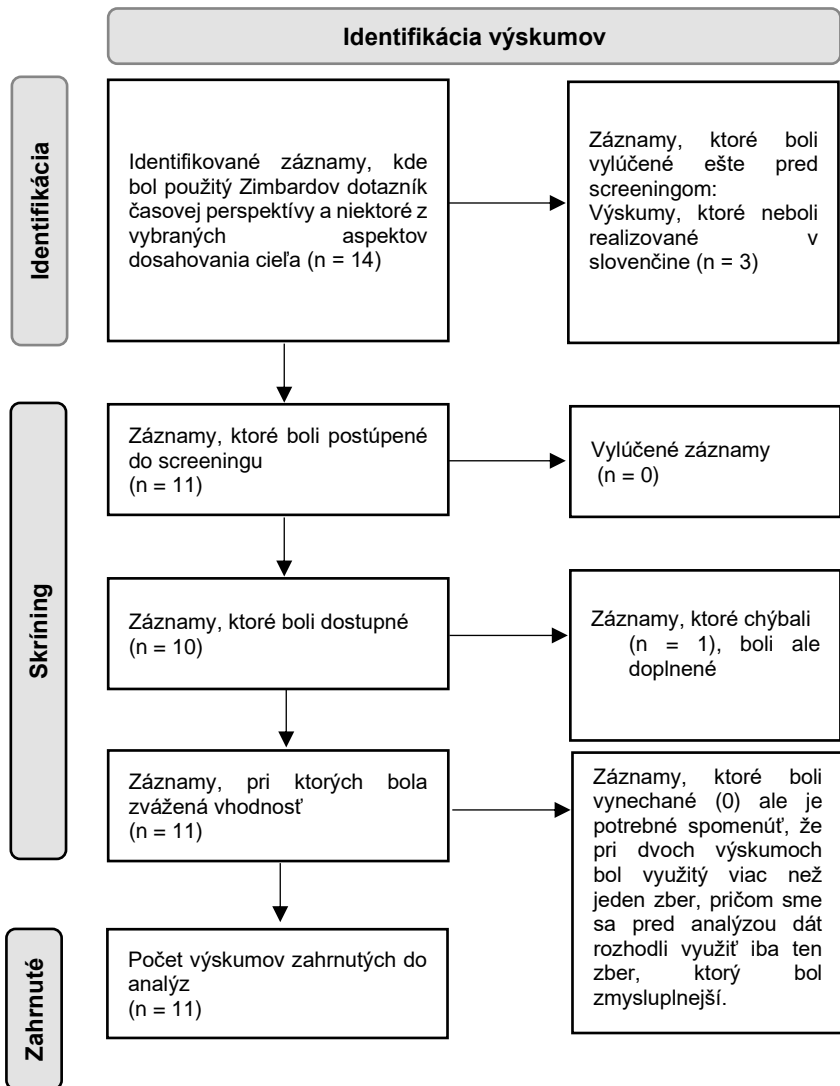 Identifikácia výskumov
Identifikácia
Identifikované záznamy, kde
bol použitý Zimbardov dotazník
časovej perspektívy a niektoré z
vybraných aspektov
dosahovania cieľa (n = 14)
Záznamy, ktoré boli
vylúčené ešte pred
screeningom:
Výskumy, ktoré neboli
realizované v
slovenčine (n = 3)
Skríning
Záznamy, ktoré boli postúpené
do screeningu
(n = 11)
Vylúčené záznamy
(n = 0)
Záznamy, ktoré boli dostupné
(n = 10)
Záznamy, ktoré chýbali
(n = 1), boli ale
doplnené
Záznamy, pri ktorých bola
zvážená vhodnosť
(n = 11)
Záznamy, ktoré boli
vynechané (0) ale je
potrebné spomenúť, že
pri dvoch výskumoch
bol využitý viac než
jeden zber, pričom sme
sa pred analýzou dát
rozhodli využiť iba ten
zber, ktorý bol
zmysluplnejší.
Zahrnuté
Počet výskumov zahrnutých do
analýz
(n = 11)